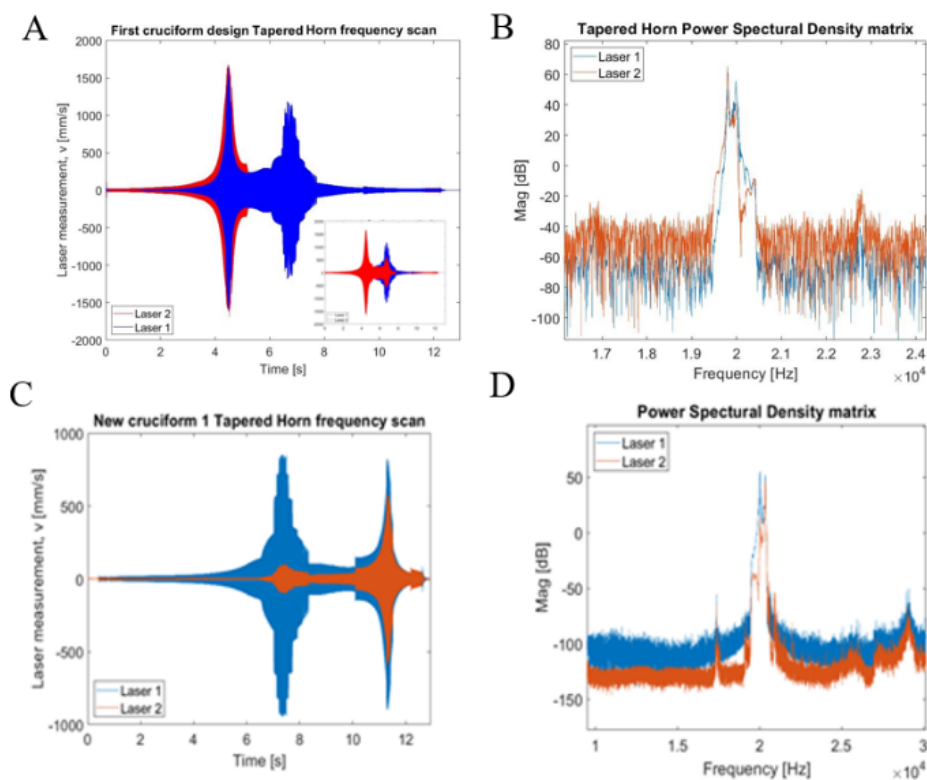 A
First cruciform design Tapered Horn frequency scan
Laser measurement, v [mm/s]
2000
1500
1000
500
0
-500
-1000
-1500
-2000
Laser 2
Laser 1
0 2 4 6 8 10 12
Time [s]
B
Tapered Horn Power Spectral Density matrix
Laser 1
Laser 2
Mag [dB]
80
60
40
20
0
-20
-40
-60
-80
-100
1.7 1.8 1.9 2 2.1 2.2 2.3 2.4
Frequency [Hz]
×10⁴
C
New cruciform 1 Tapered Horn frequency scan
Laser measurement, v [mm/s]
1000
500
0
-500
-1000
Laser 1
Laser 2
0 2 4 6 8 10 12
Time [s]
D
Power Spectral Density matrix
Laser 1
Laser 2
Mag [dB]
50
0
-50
-100
-150
1 1.5 2 2.5 3
Frequency [Hz]
×10⁴